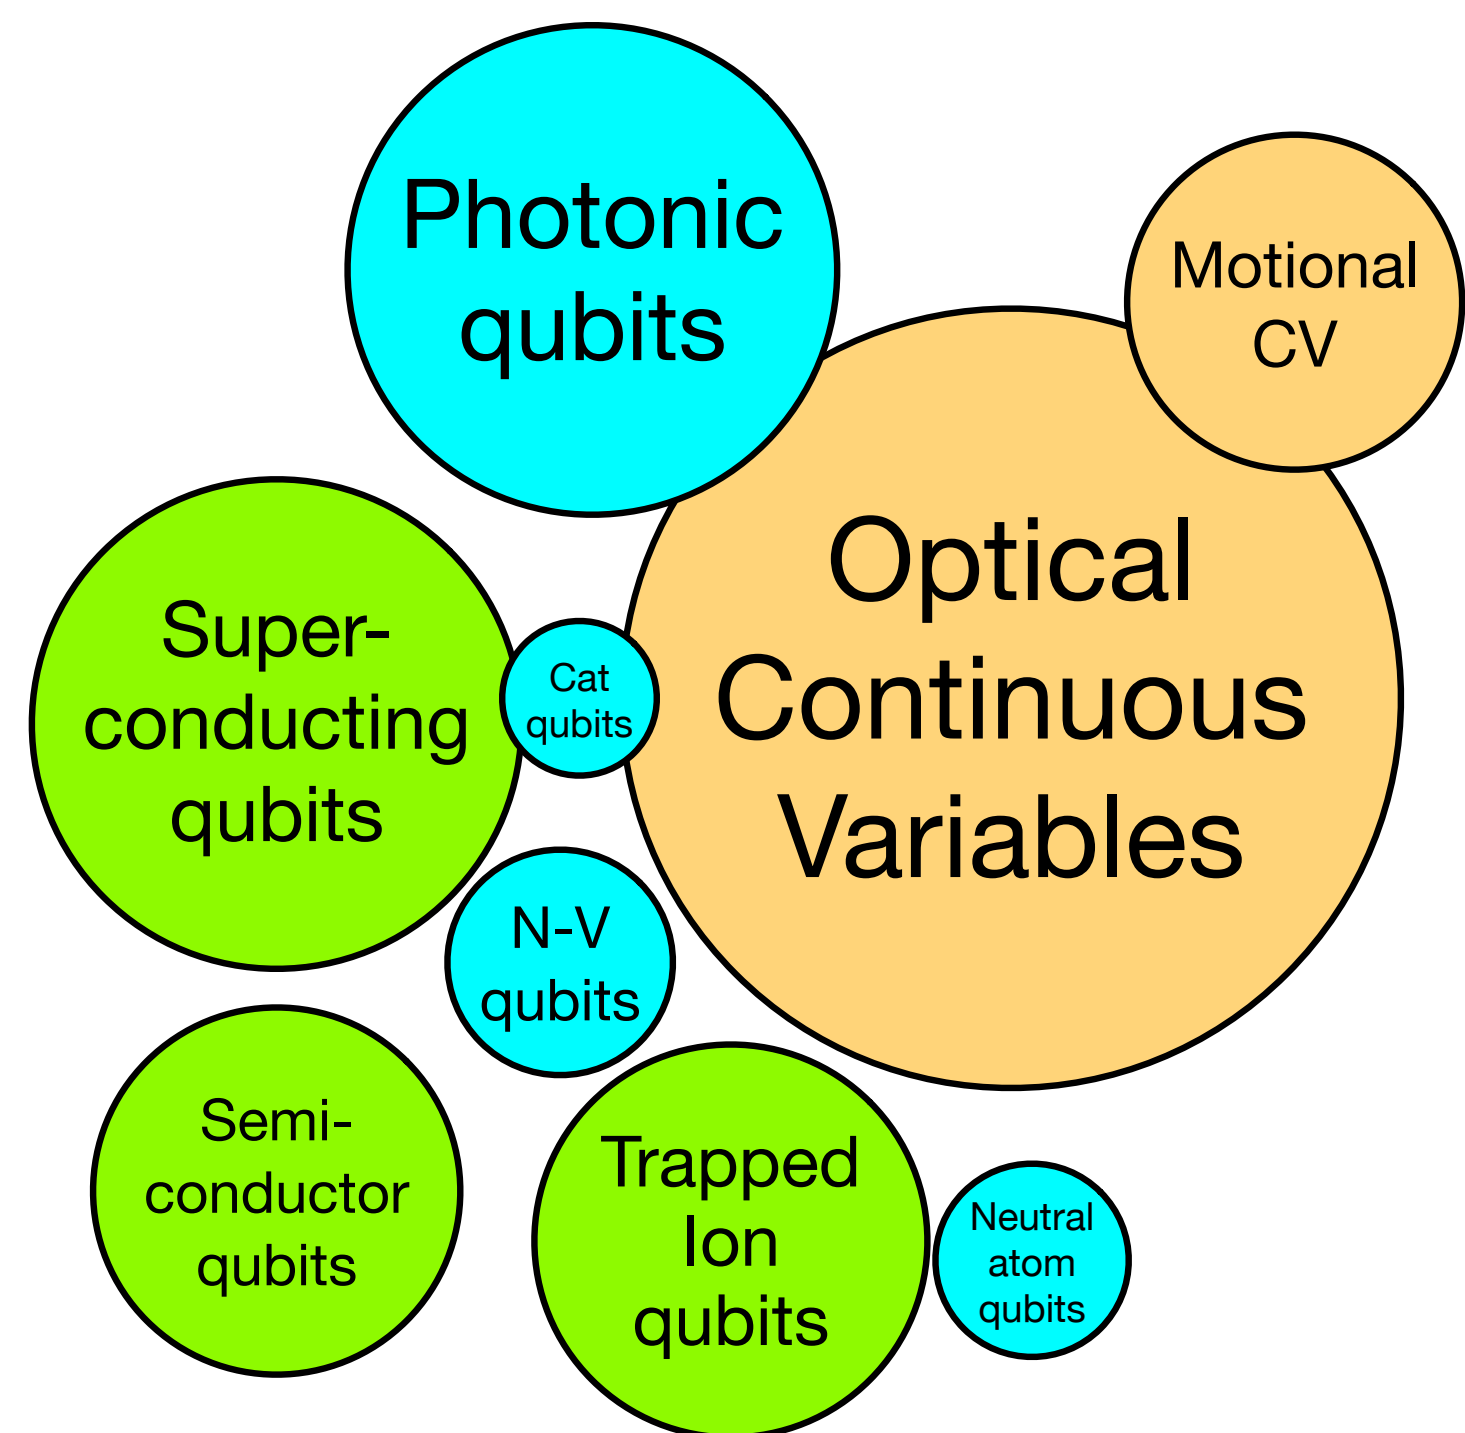 Photonic
qubits
Motional
CV
Optical
Continuous
Variables
Super-
conducting
qubits
Cat
qubits
N-V
qubits
Semi-
conductor
qubits
Trapped
Ion
qubits
Neutral
atom
qubits